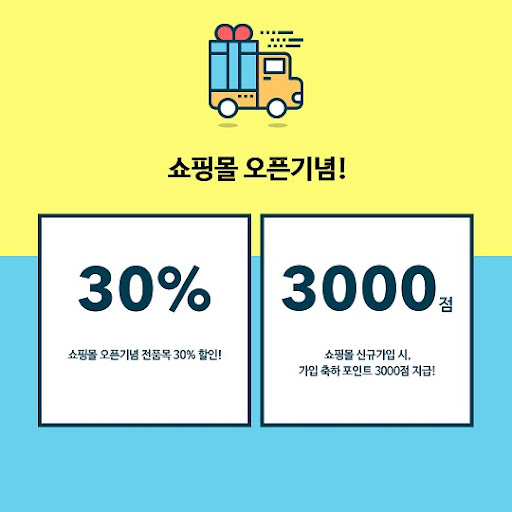 쇼핑몰 오픈기념!
30%
쇼핑몰 오픈기념 전품목 30% 할인!
3000점
쇼핑몰 신규가입 시,
가입 축하 포인트 3000점 지급!